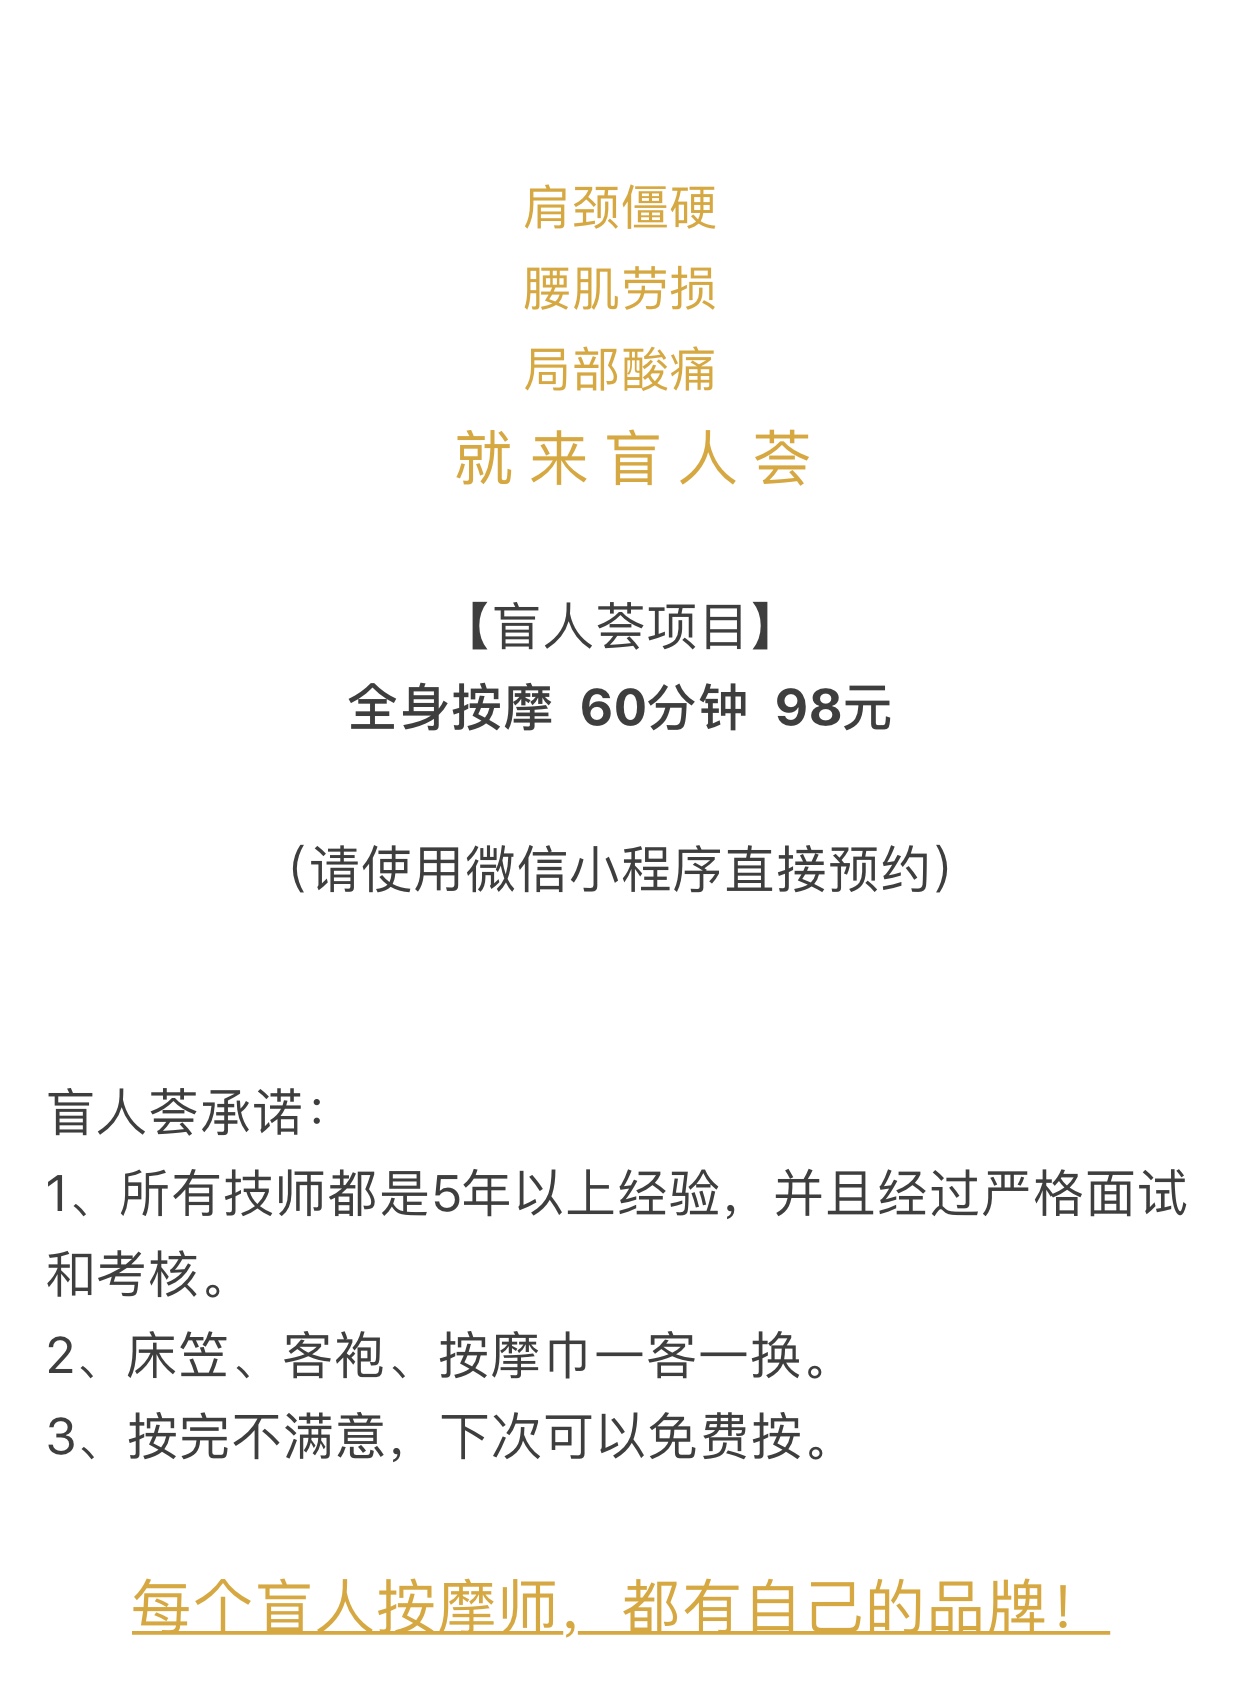 肩颈僵硬
腰肌劳损
局部酸痛
就来盲人荟
【盲人荟项目】
全身按摩 60分钟 98元
（请使用微信小程序直接预约）
盲人荟承诺：
1、所有技师都是5年以上经验，并且经过严格面试
和考核。
2、床笠、客袍、按摩巾一客一换。
3、按完不满意，下次可以免费按。
每个盲人按摩师，都有自己的品牌！